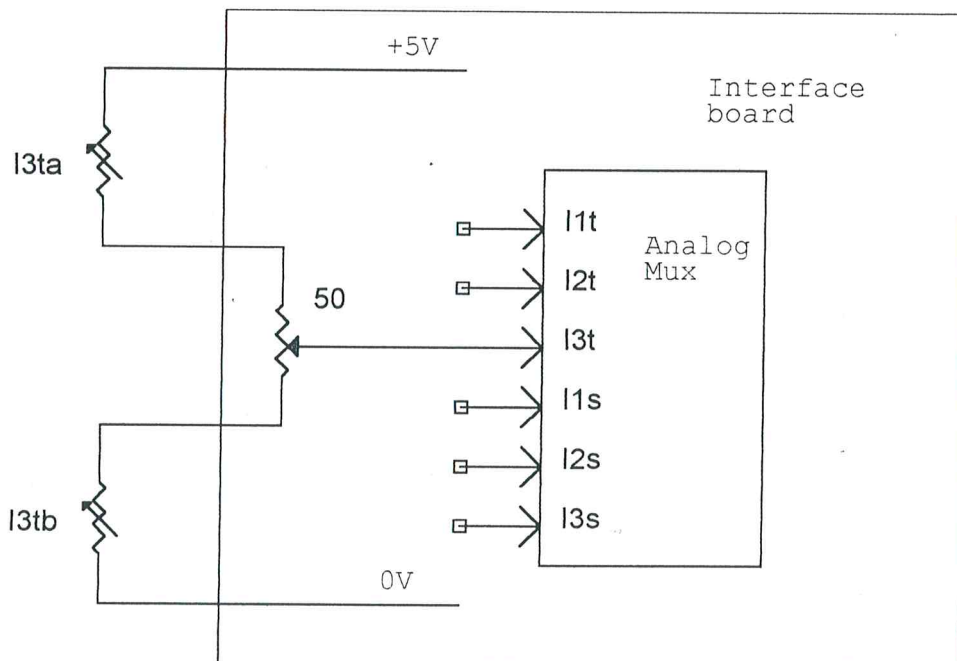 +5V
Interface
board
I3ta
I1t
Analog
Mux
I2t
50
I3t
I1s
I2s
I3tb
I3s
0V